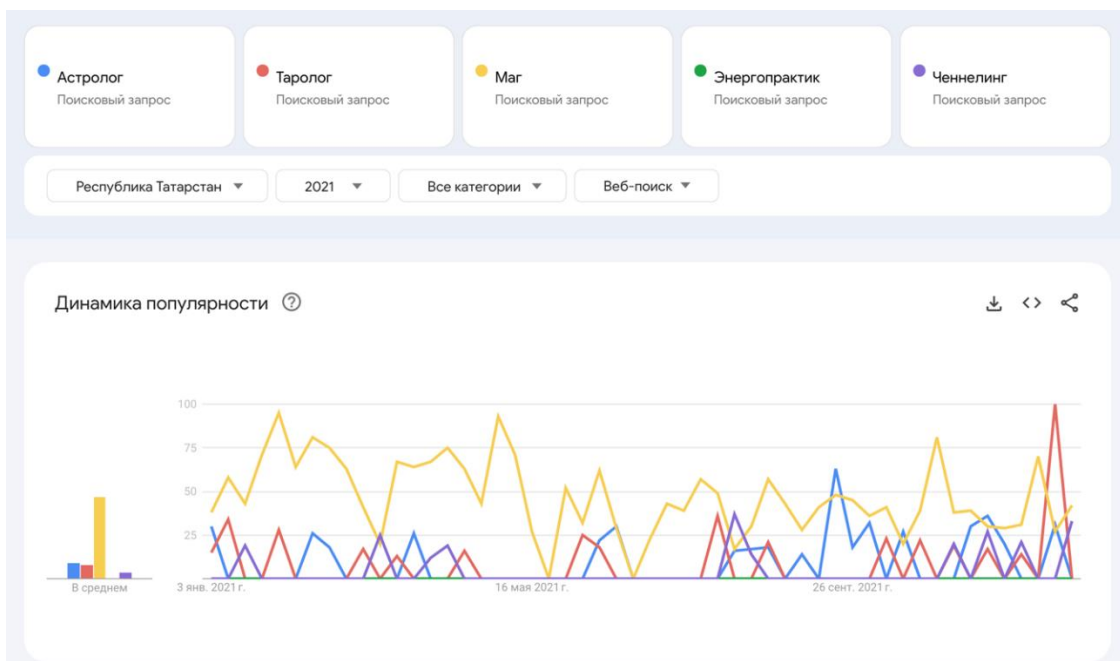 Астролог
Поисковый запрос
Таролог
Поисковый запрос
Маг
Поисковый запрос
Энергопрактик
Поисковый запрос
Ченнелинг
Поисковый запрос
Республика Татарстан
2021
Все категории
Веб-поиск
Динамика популярности
100
75
50
25
В среднем
3 янв. 2021 г.
16 мая 2021 г.
26 сент. 2021 г.